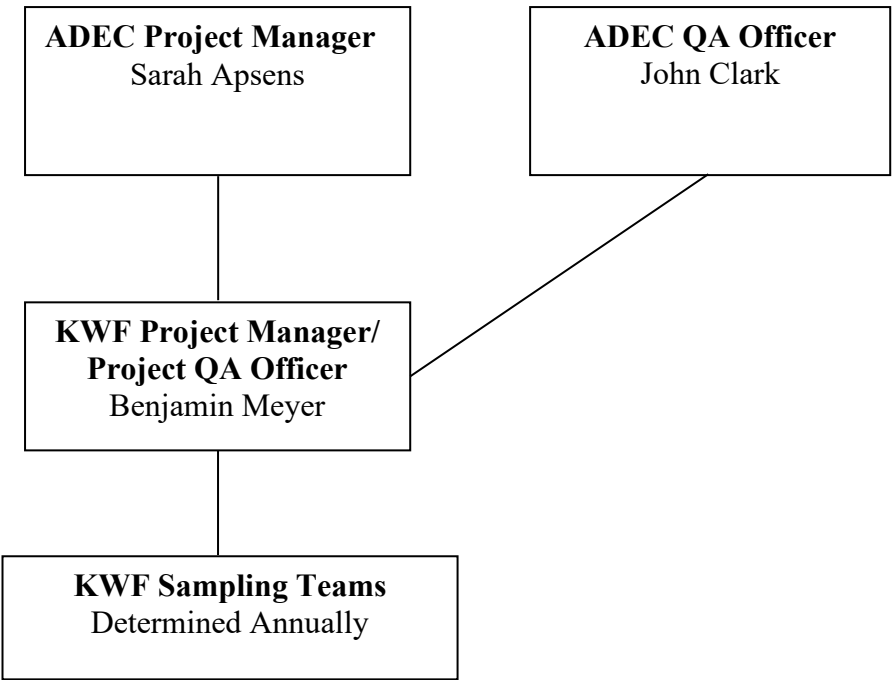 ADEC Project Manager
Sarah Apsens
ADEC QA Officer
John Clark
KWF Project Manager/
Project QA Officer
Benjamin Meyer
KWF Sampling Teams
Determined Annually